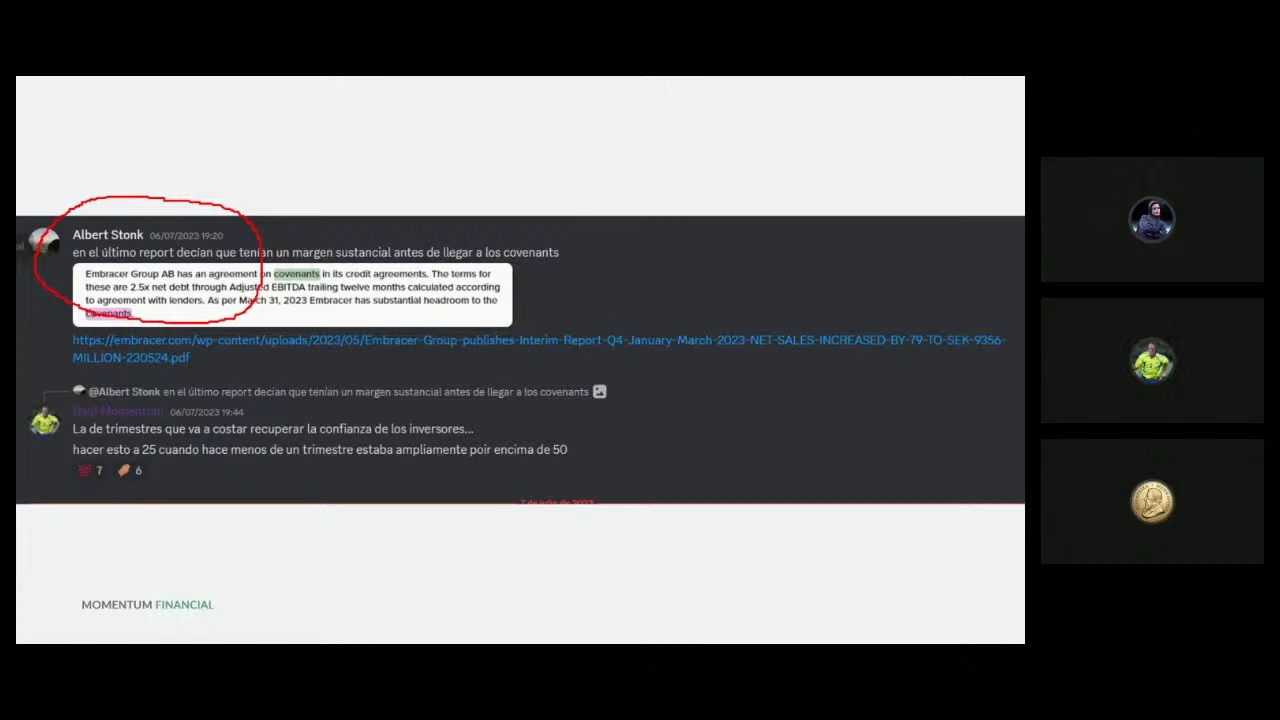 Albert Stonk 06/07/2023 19:20
en el último report decían que tenían un margen sustancial antes de llegar a los covenants
Embracer Group AB has an agreement on covenants in its credit agreements. The terms for
these are 2.5x net debt through Adjusted EBITDA trailing twelve months calculated according
to agreement with lenders. As per March 31, 2023 Embracer has substantial headroom to the
covenants.
https://embracer.com/wp-content/uploads/2023/05/Embracer-Group-publishes-Interim-Report-Q4-January-March-2023-NET-SALES-INCREASED-BY-79-TO-SEK-9356-
MILLION-230524.pdf
@Albert Stonk en el último report decían que tenían un margen sustancial antes de llegar a los covenants
Momentum 06/07/2023 19:44
La de trimestres que va a costar recuperar la confianza de los inversores...
hacer esto a 25 cuando hace menos de un trimestre estaba ampliamente poir encima de 50
7 6
7 de julio de 2023
MOMENTUM FINANCIAL